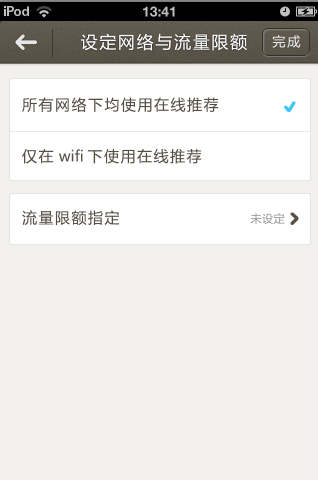 iPod 13:41
设定网络与流量限额 完成
所有网络下均使用在线推荐
仅在 wifi 下使用在线推荐
流量限额指定 未设定